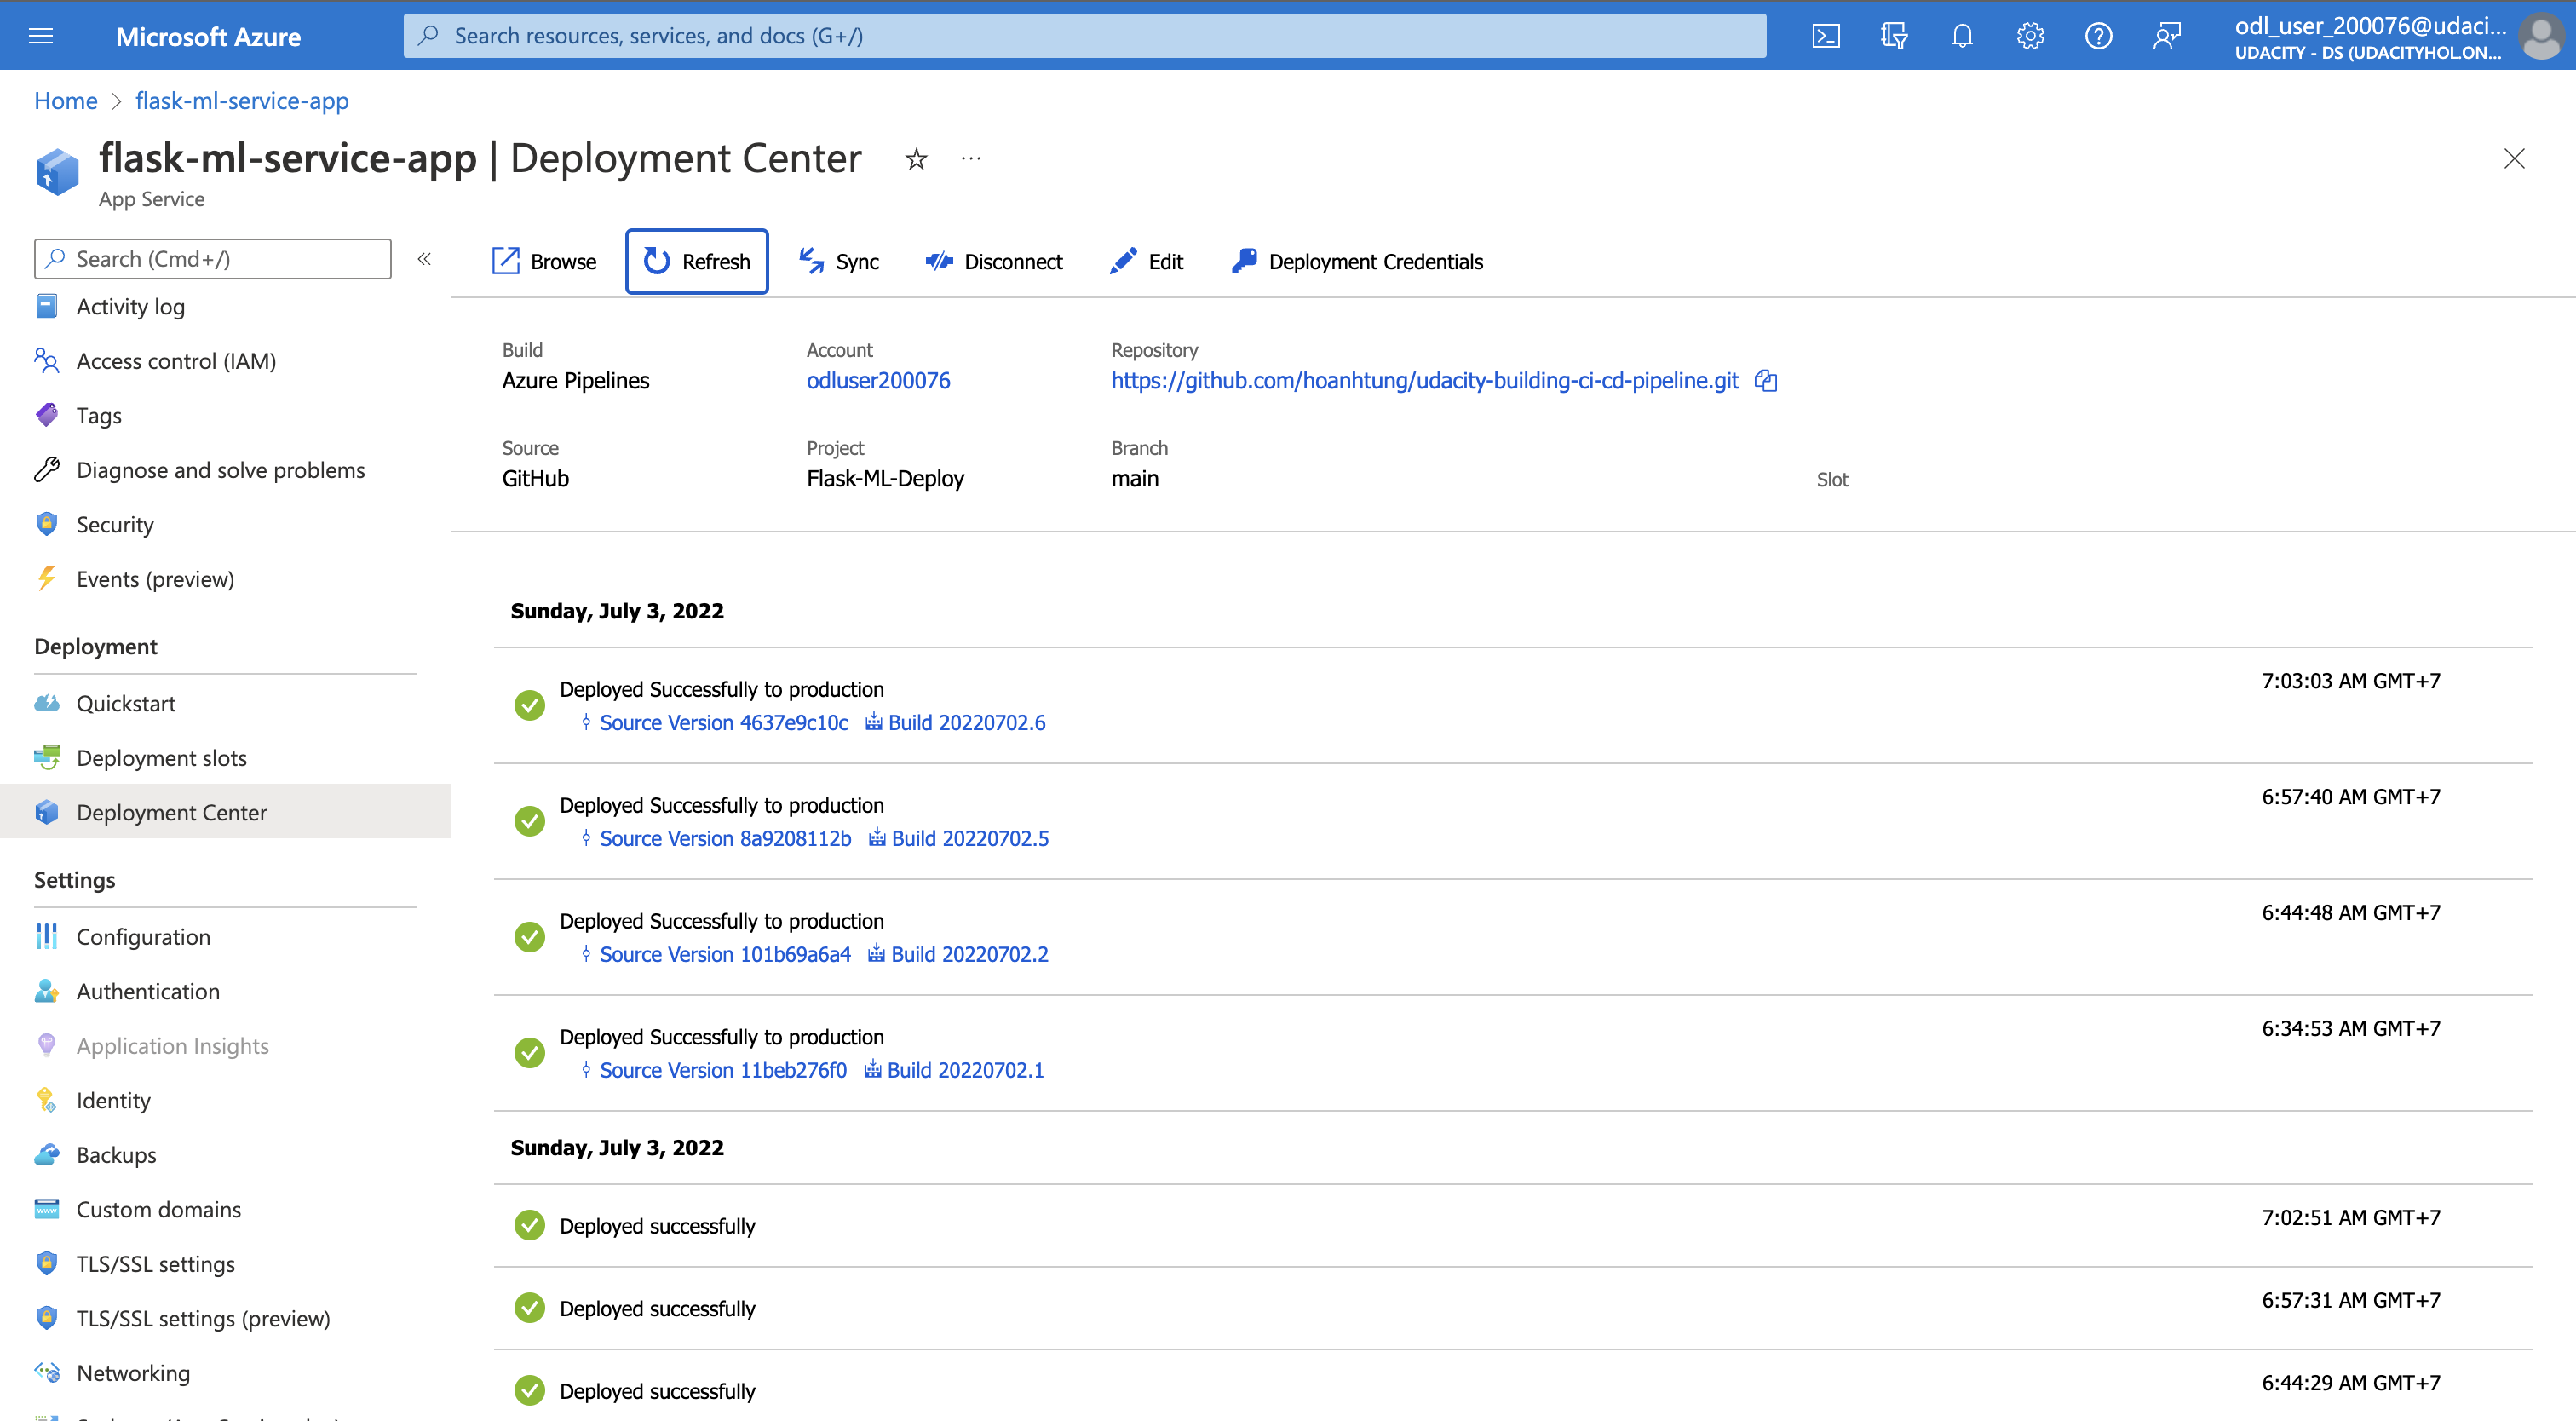 Microsoft Azure
Search resources, services, and docs (G+/)
odl_user_200076@udaci...
UDACITY - DS (UDACITYHOL.ON...
Home > flask-ml-service-app
flask-ml-service-app | Deployment Center
App Service
Search (Cmd+/)
Activity log
Access control (IAM)
Tags
Diagnose and solve problems
Security
Events (preview)
Deployment
Quickstart
Deployment slots
Deployment Center
Settings
Configuration
Authentication
Application Insights
Identity
Backups
Custom domains
TLS/SSL settings
TLS/SSL settings (preview)
Networking
Browse Refresh Sync Disconnect Edit Deployment Credentials
Build Account Repository
Azure Pipelines odluser200076 https://github.com/hoanhtung/udacity-building-ci-cd-pipeline.git
Source Project Branch
GitHub Flask-ML-Deploy main Slot
Sunday, July 3, 2022
Deployed Successfully to production 7:03:03 AM GMT+7
Source Version 4637e9c10c Build 20220702.6
Deployed Successfully to production 6:57:40 AM GMT+7
Source Version 8a9208112b Build 20220702.5
Deployed Successfully to production 6:44:48 AM GMT+7
Source Version 101b69a6a4 Build 20220702.2
Deployed Successfully to production 6:34:53 AM GMT+7
Source Version 11beb276f0 Build 20220702.1
Sunday, July 3, 2022
Deployed successfully 7:02:51 AM GMT+7
Deployed successfully 6:57:31 AM GMT+7
Deployed successfully 6:44:29 AM GMT+7